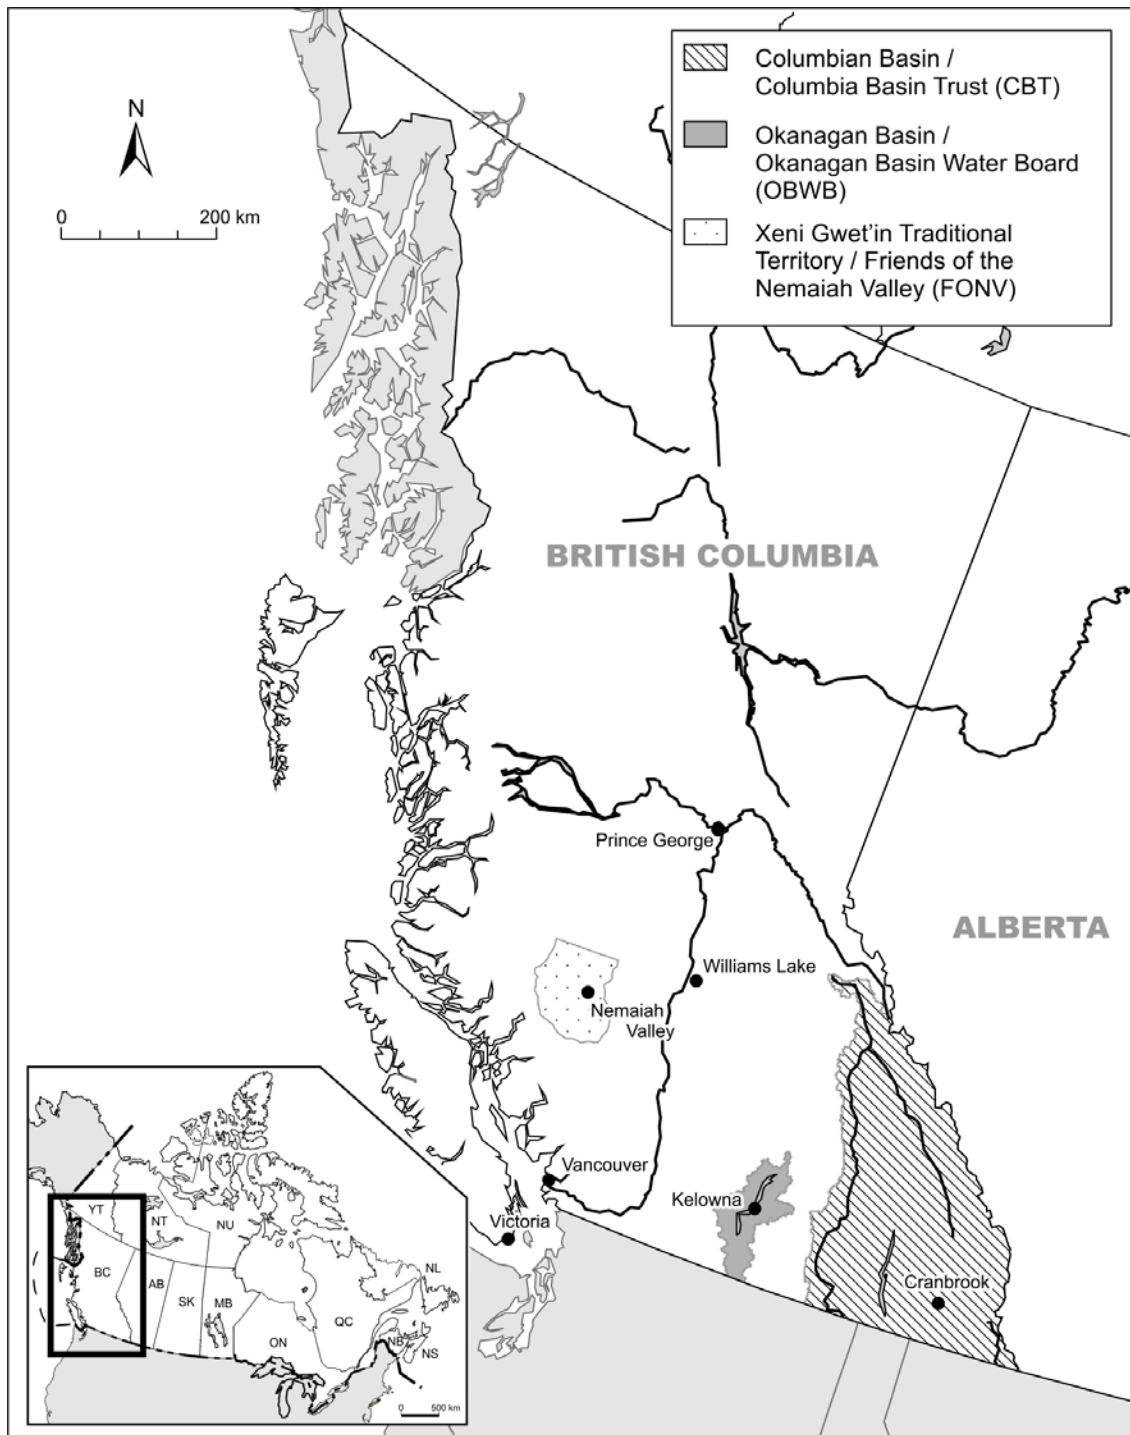 Columbian Basin /
Columbia Basin Trust (CBT)
Okanagan Basin /
Okanagan Basin Water Board
(OBWB)
Xeni Gwet'in Traditional
Territory / Friends of the
Nemaiah Valley (FONV)
N
0 200 km
BRITISH COLUMBIA
ALBERTA
Prince George
Williams Lake
Nemaiah
Valley
Vancouver
Victoria
Kelowna
Cranbrook
YT
NT
NU
BC
AB
SK
MB
ON
QC
NL
NB
NS
0 500 km